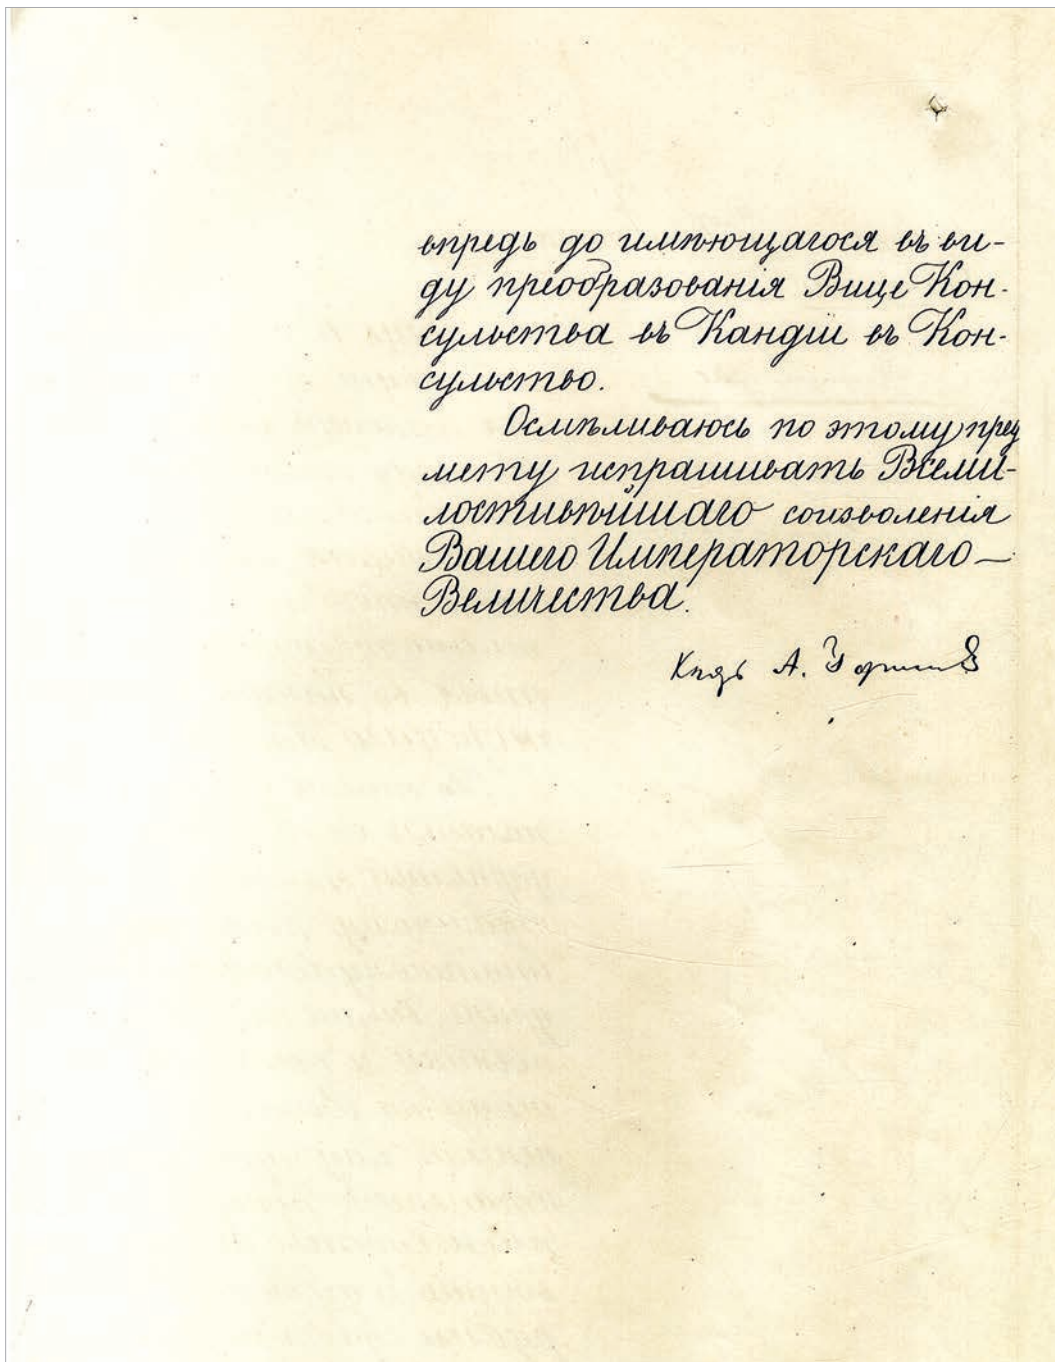 впредь до имѣющагося въ ви-
ду преобразованія Вице Кон-
сульства въ Кандіи въ Кон-
сульство.
Осмѣливаюсь по этому пред
мету испрашивать Всеми-
лостивѣйшаго соизволенія
Вашего Императорскаго —
Величества.
Князь А.